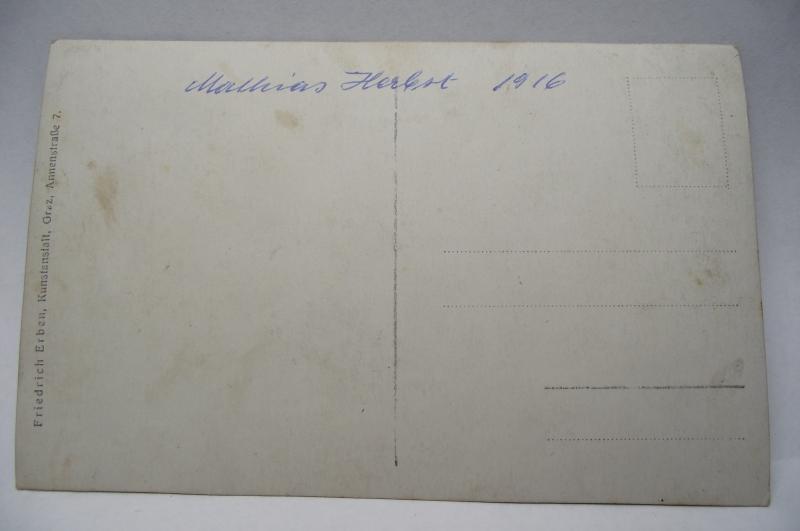 Mathias Herbst 1916
Friedrich Erben, Kunstanstalt, Graz, Annenstraße 7.